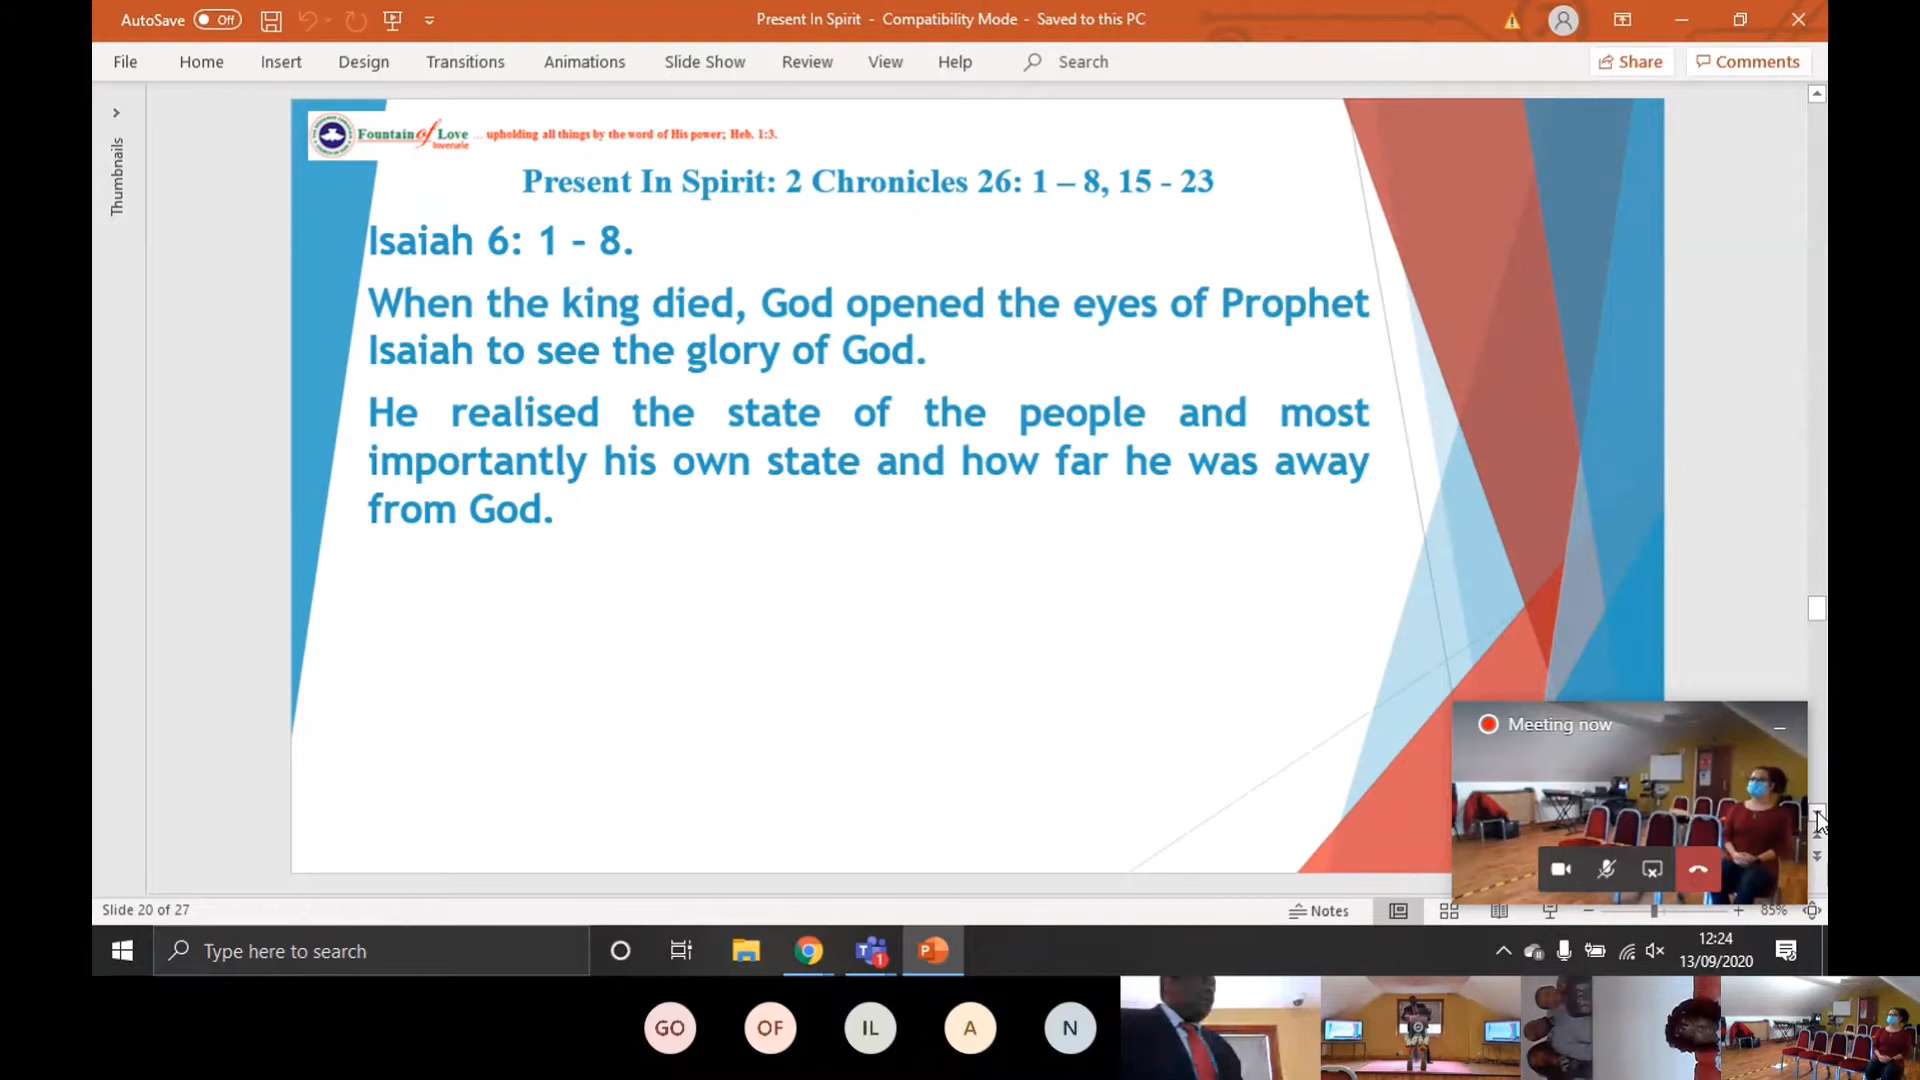 AutoSave Off
Present In Spirit - Compatibility Mode - Saved to this PC
File Home Insert Design Transitions Animations Slide Show Review View Help Search Share Comments
Thumbnails
Fountain of Love ... upholding all things by the word of His power; Heb. 1:3.
Inverurie
Present In Spirit: 2 Chronicles 26: 1 – 8, 15 - 23
Isaiah 6: 1 – 8.
When the king died, God opened the eyes of Prophet
Isaiah to see the glory of God.
He realised the state of the people and most
importantly his own state and how far he was away
from God.
Meeting now
Slide 20 of 27
Notes
85%
Type here to search
1
12:24
13/09/2020
GO OF IL A N